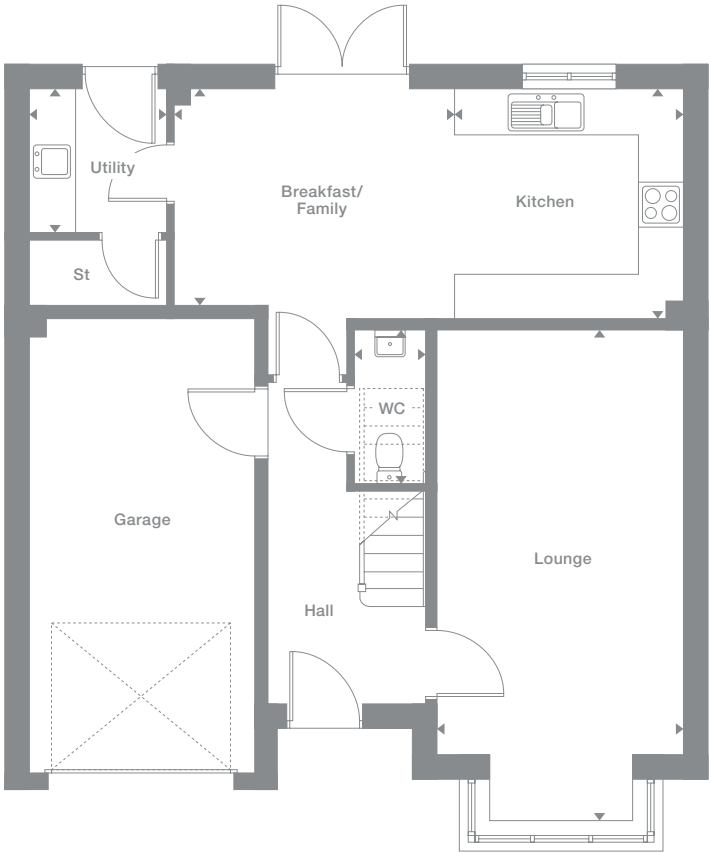 Utility
Breakfast/
Family
Kitchen
St
WC
Garage
Lounge
Hall